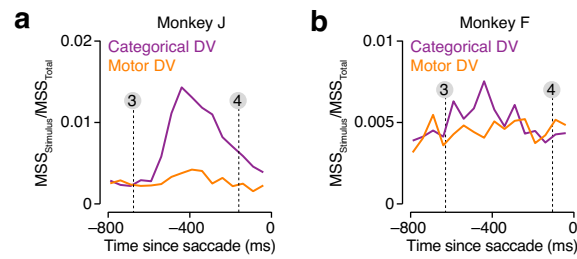 a
Monkey J
0.02
Categorical DV
Motor DV
3
4
0.01
0
MSS_Stimulus/MSS_Total
−800
−400
0
Time since saccade (ms)
b
Monkey F
0.01
Categorical DV
Motor DV
3
4
0.005
0
MSS_Stimulus/MSS_Total
−800
−400
0
Time since saccade (ms)